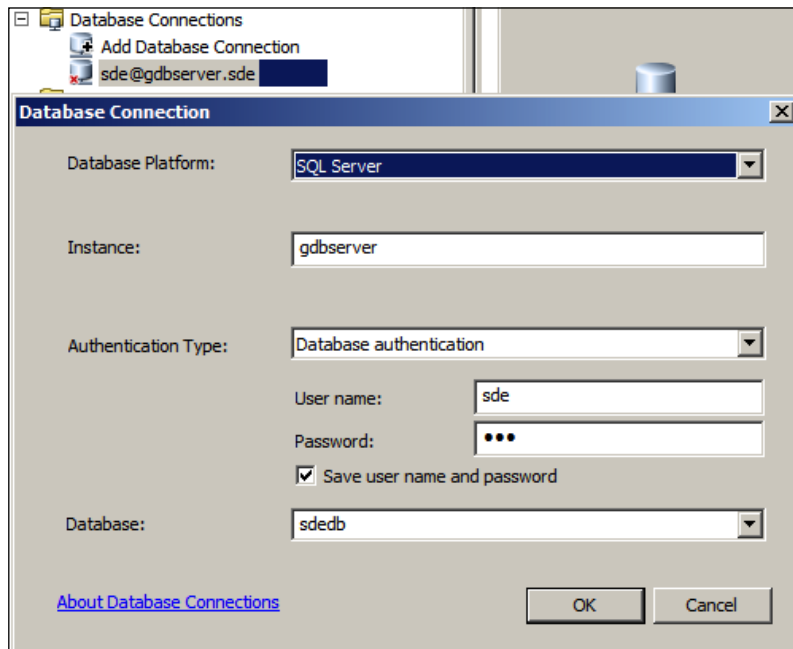 Database Connections
Add Database Connection
sde@gdbserver.sde
Database Connection
Database Platform: SQL Server
Instance: gdbserver
Authentication Type: Database authentication
User name: sde
Password: •••
Save user name and password
Database: sdedb
About Database Connections OK Cancel